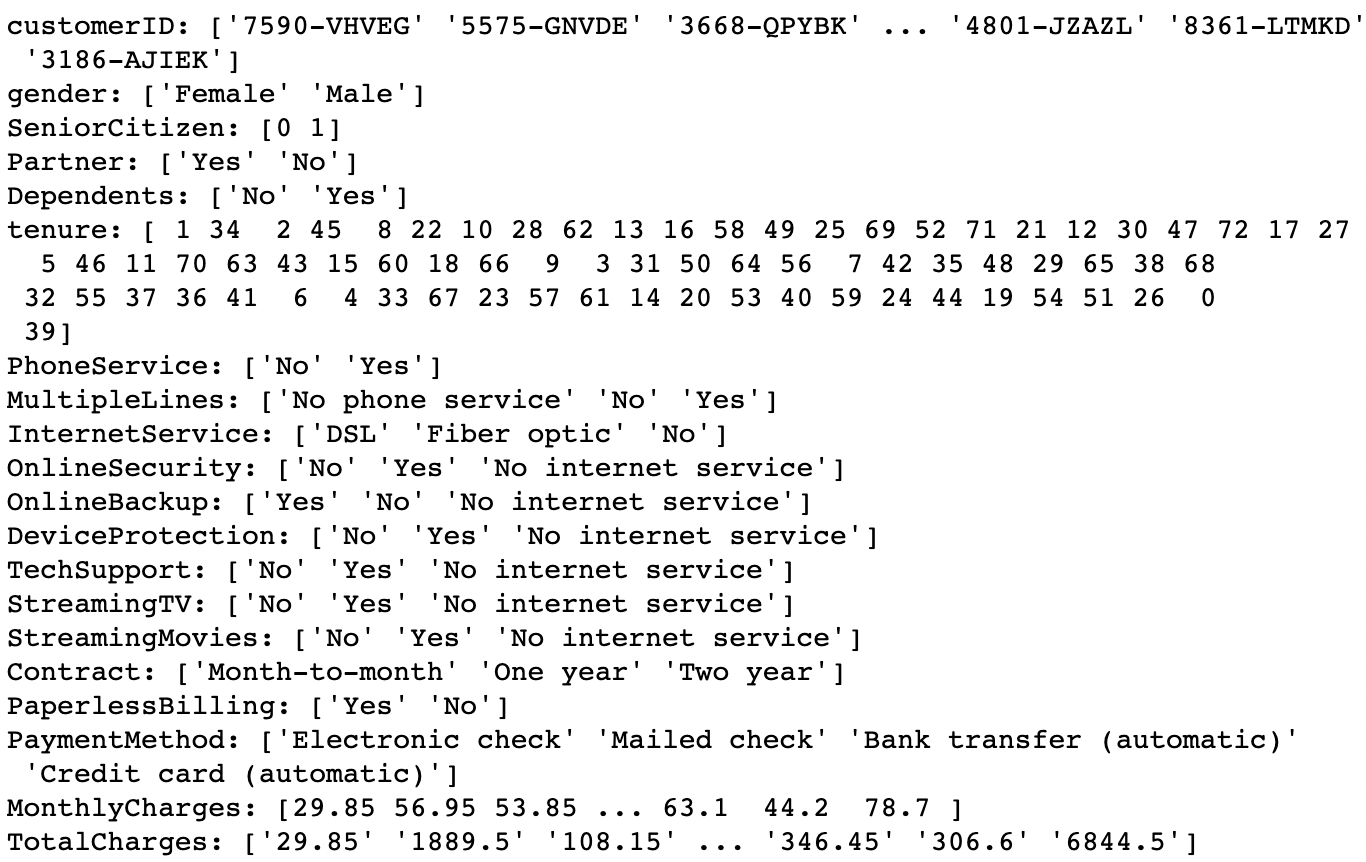 customerID: ['7590-VHVEG' '5575-GNVDE' '3668-QPYBK' ... '4801-JZAZL' '8361-LTMKD'
 '3186-AJIEK']
gender: ['Female' 'Male']
SeniorCitizen: [0 1]
Partner: ['Yes' 'No']
Dependents: ['No' 'Yes']
tenure: [ 1 34  2 45  8 22 10 28 62 13 16 58 49 25 69 52 71 21 12 30 47 72 17 27
  5 46 11 70 63 43 15 60 18 66  9  3 31 50 64 56  7 42 35 48 29 65 38 68
 32 55 37 36 41  6  4 33 67 23 57 61 14 20 53 40 59 24 44 19 54 51 26  0
 39]
PhoneService: ['No' 'Yes']
MultipleLines: ['No phone service' 'No' 'Yes']
InternetService: ['DSL' 'Fiber optic' 'No']
OnlineSecurity: ['No' 'Yes' 'No internet service']
OnlineBackup: ['Yes' 'No' 'No internet service']
DeviceProtection: ['No' 'Yes' 'No internet service']
TechSupport: ['No' 'Yes' 'No internet service']
StreamingTV: ['No' 'Yes' 'No internet service']
StreamingMovies: ['No' 'Yes' 'No internet service']
Contract: ['Month-to-month' 'One year' 'Two year']
PaperlessBilling: ['Yes' 'No']
PaymentMethod: ['Electronic check' 'Mailed check' 'Bank transfer (automatic)'
 'Credit card (automatic)']
MonthlyCharges: [29.85 56.95 53.85 ... 63.1  44.2  78.7 ]
TotalCharges: ['29.85' '1889.5' '108.15' ... '346.45' '306.6' '6844.5']